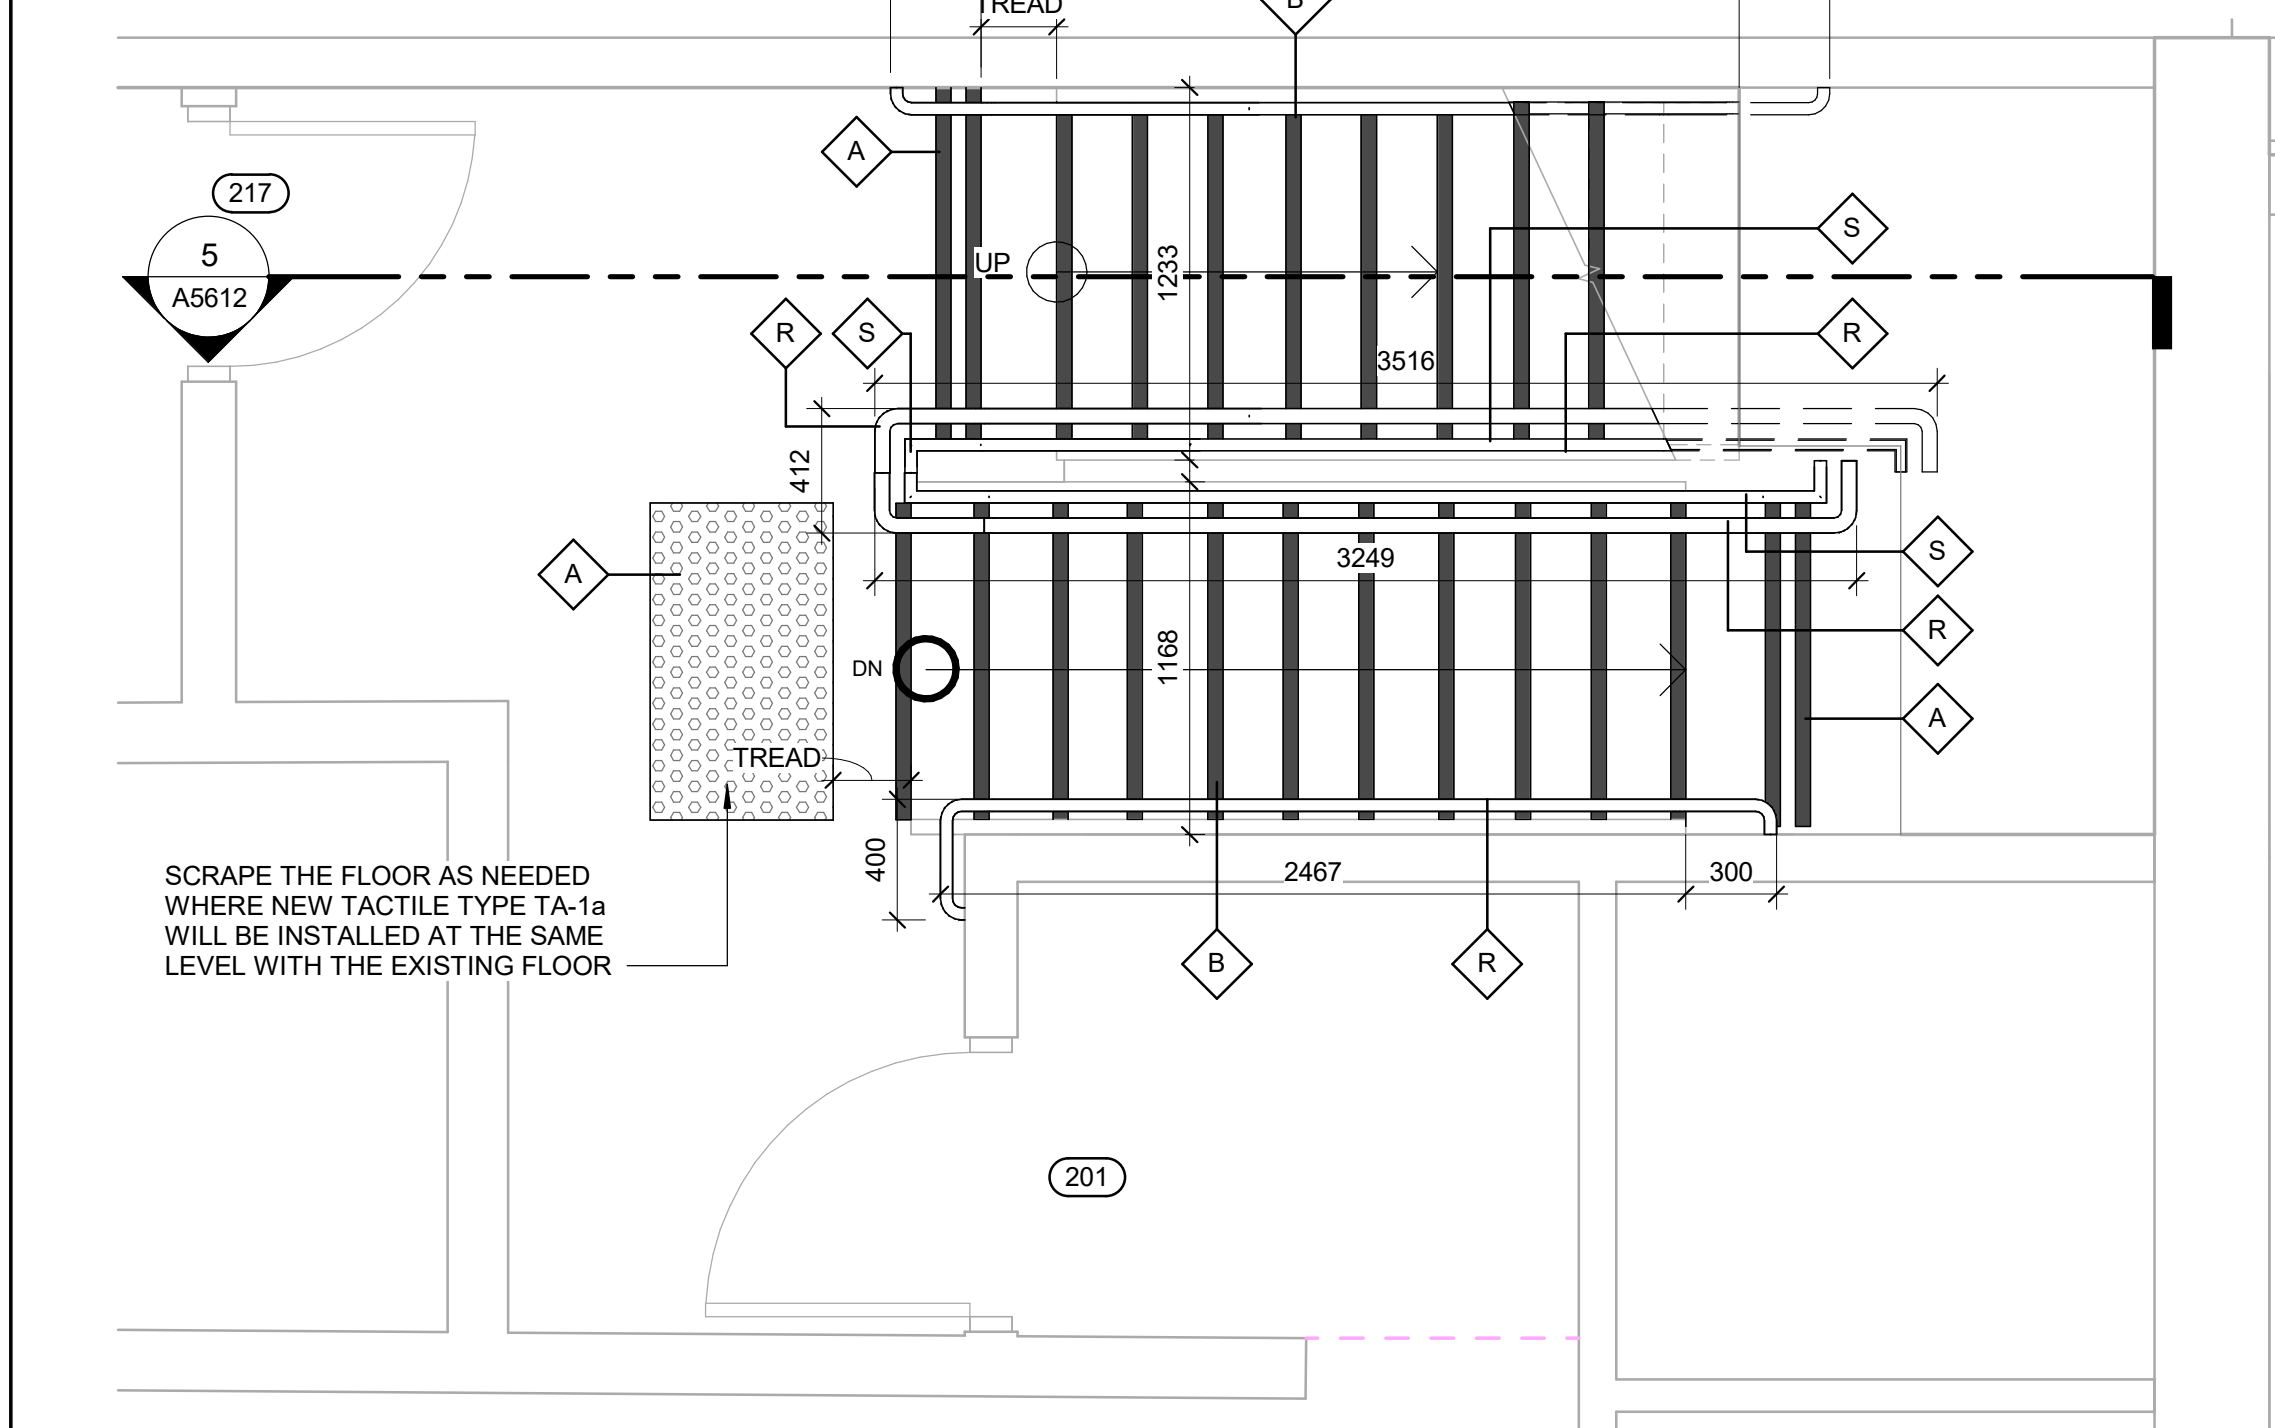 TREAD
B
A
217
5
A5612
UP
1233
S
R
S
R
3516
412
A
3249
S
R
DN
1168
A
TREAD
400
2467
300
SCRAPE THE FLOOR AS NEEDED
WHERE NEW TACTILE TYPE TA-1a
WILL BE INSTALLED AT THE SAME
LEVEL WITH THE EXISTING FLOOR
B
R
201